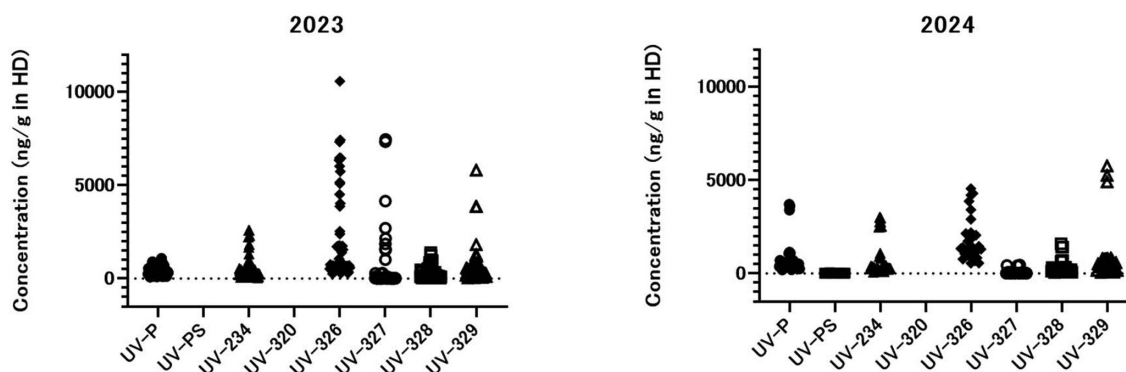 2023
Concentration (ng/g in HD)
10000
5000
0
UV-P
UV-PS
UV-234
UV-320
UV-326
UV-327
UV-328
UV-329
2024
Concentration (ng/g in HD)
10000
5000
0
UV-P
UV-PS
UV-234
UV-320
UV-326
UV-327
UV-328
UV-329